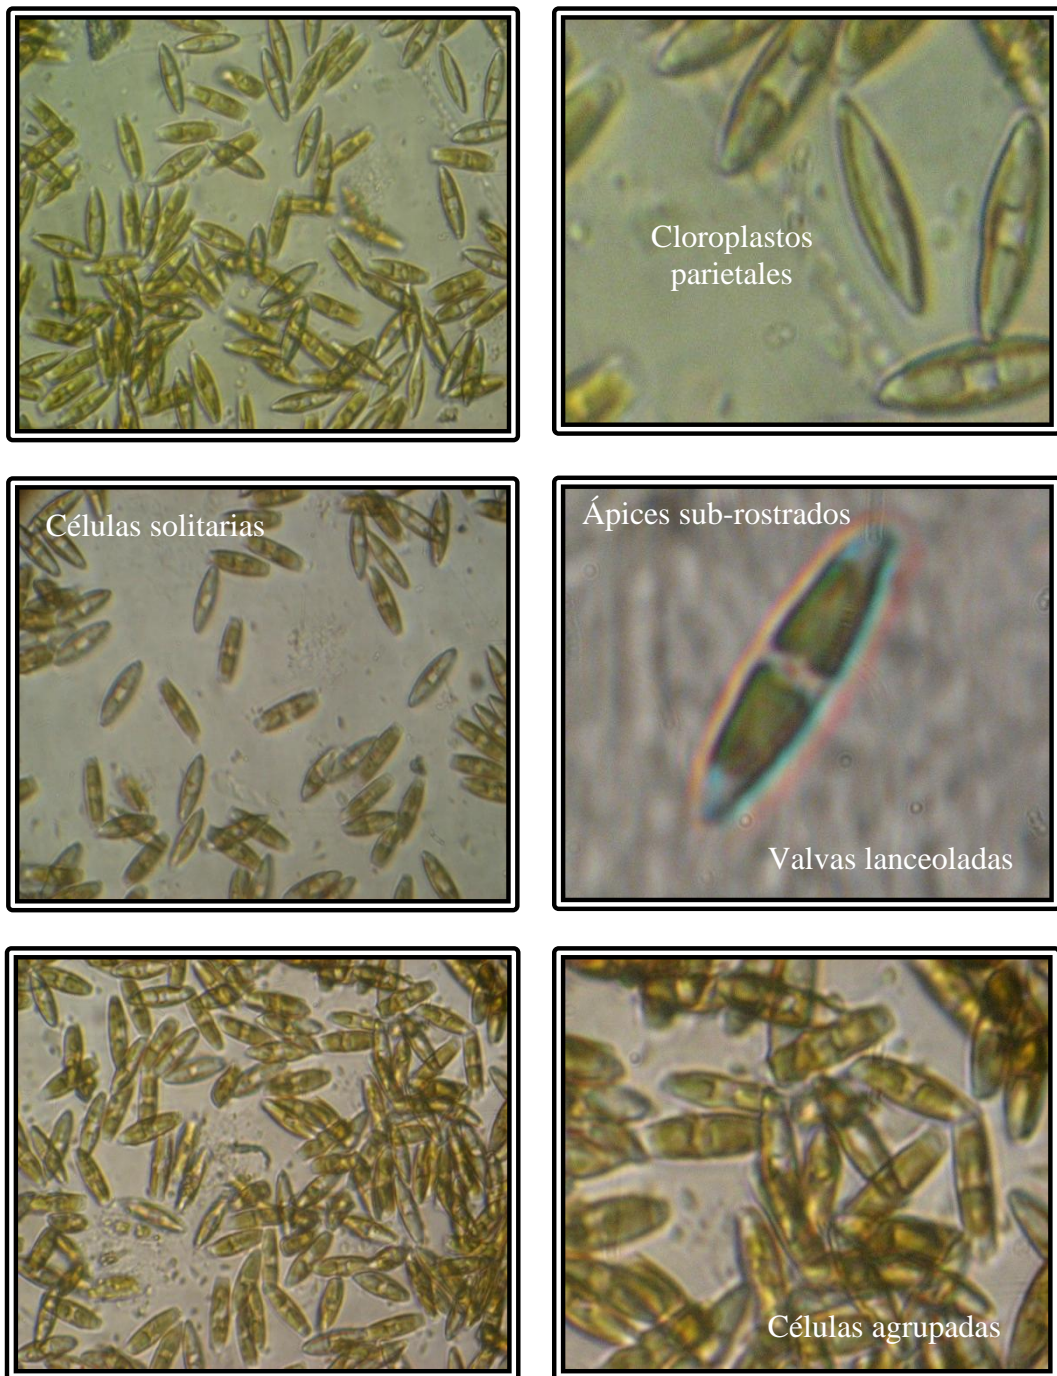 Cloroplastos
parietales
Células solitarias
Ápices sub-rostrados
Valvas lanceoladas
Células agrupadas